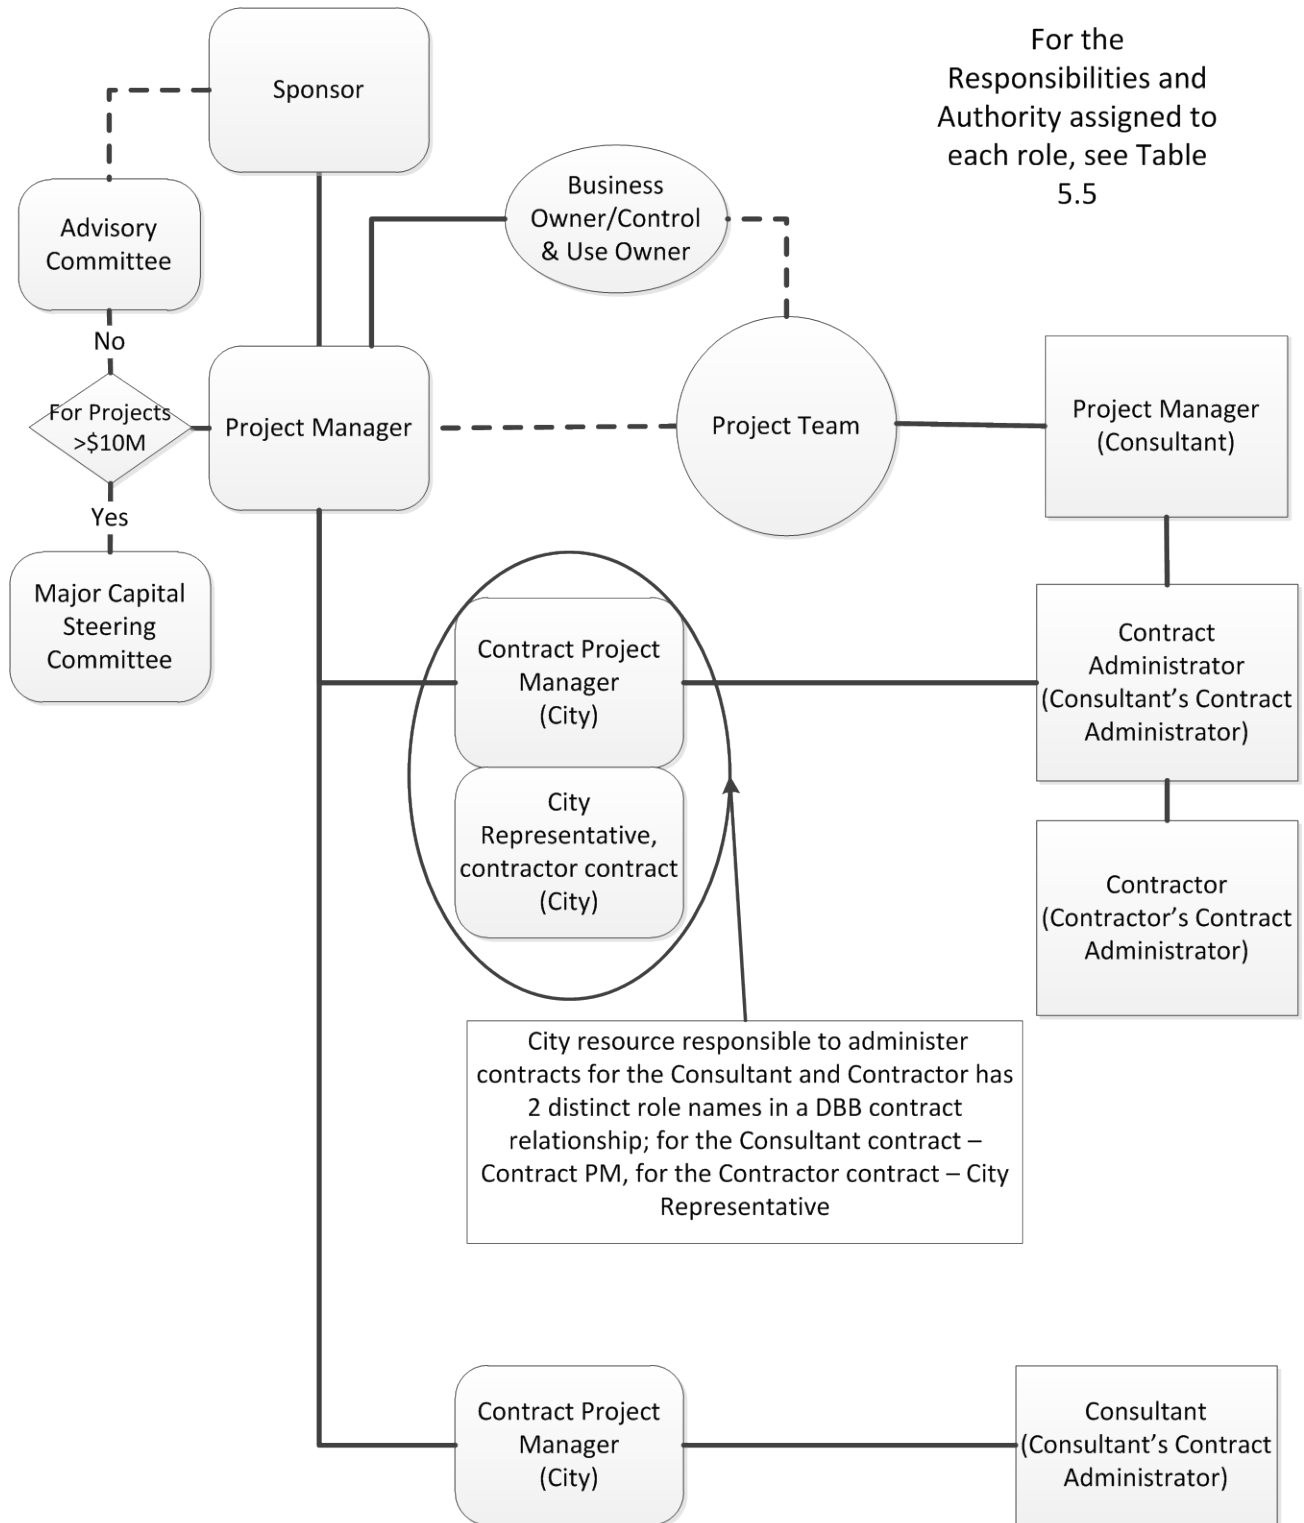 For the
Responsibilities and
Authority assigned to
each role, see Table
5.5
Sponsor
Business
Owner/Control
& Use Owner
Advisory
Committee
No
For Projects
>$10M
Project Manager
Project Team
Project Manager
(Consultant)
Yes
Major Capital
Steering
Committee
Contract Project
Manager
(City)
Contract
Administrator
(Consultant’s Contract
Administrator)
City
Representative,
contractor contract
(City)
Contractor
(Contractor’s Contract
Administrator)
City resource responsible to administer
contracts for the Consultant and Contractor has
2 distinct role names in a DBB contract
relationship; for the Consultant contract –
Contract PM, for the Contractor contract – City
Representative
Contract Project
Manager
(City)
Consultant
(Consultant’s Contract
Administrator)